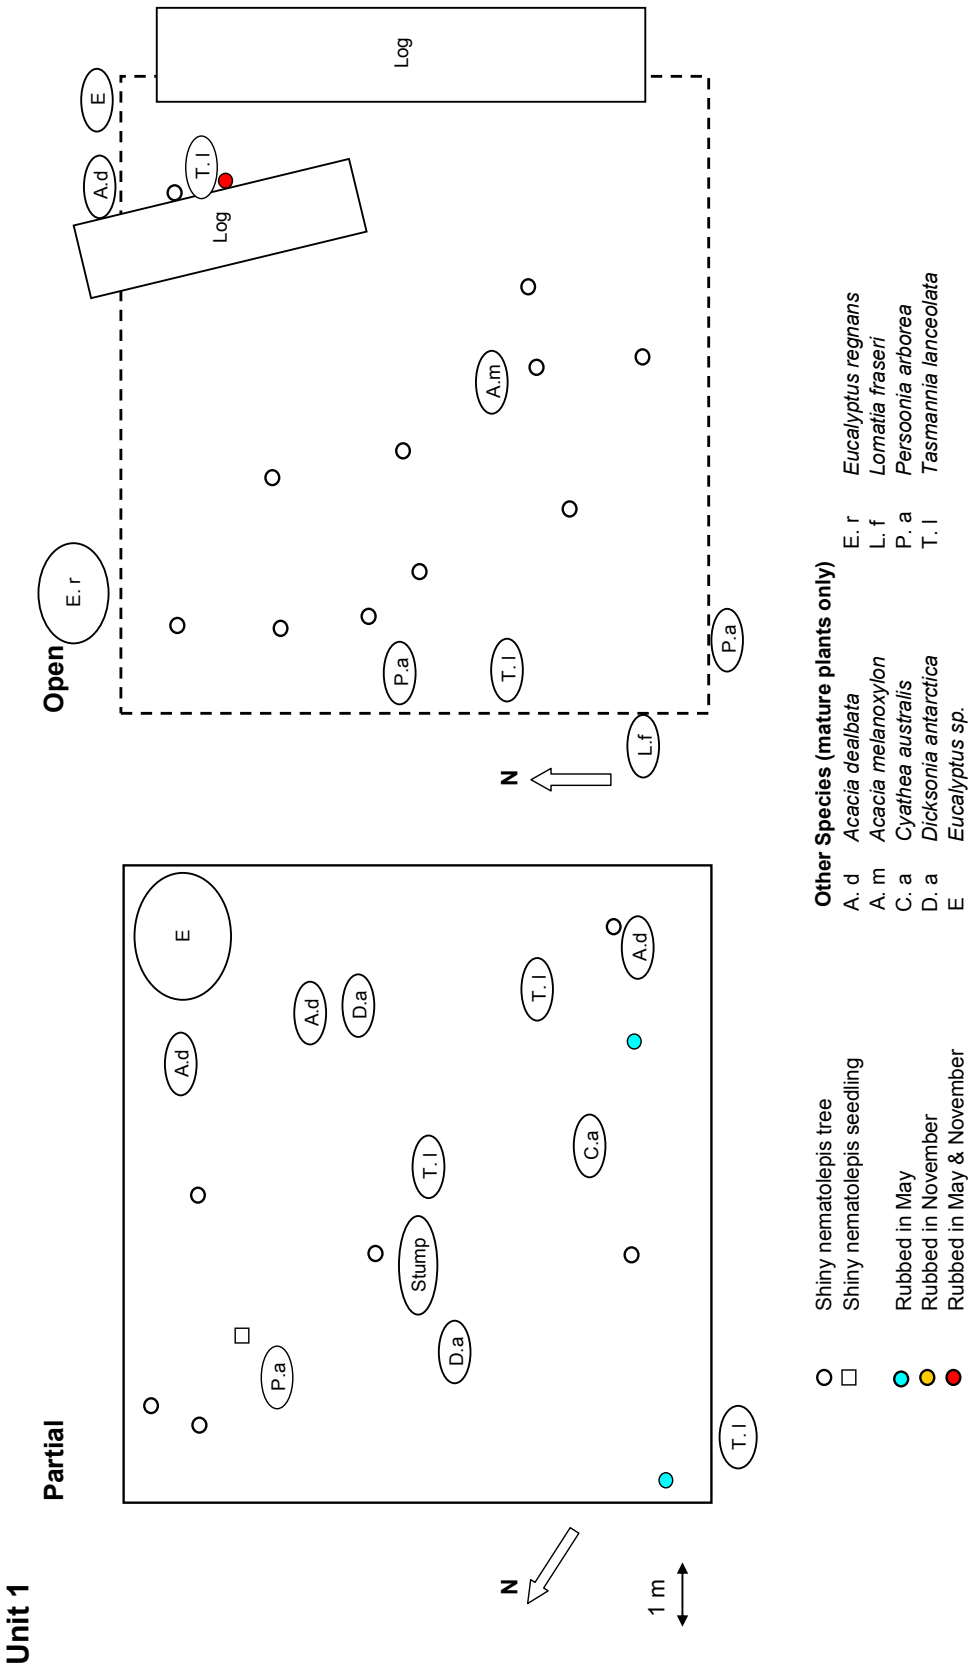 Unit 1
Partial
Open
E
A.d
A.d
D.a
T. l
A.d
T. l
C.a
Stump
D.a
P.a
T. l
N
1 m
E. r
A.d
E
T. l
Log
Log
A.m
P.a
T. l
L.f
P.a
N
Shiny nematolepis tree
Shiny nematolepis seedling
Rubbed in May
Rubbed in November
Rubbed in May & November
Other Species (mature plants only)
A. d Acacia dealbata
A. m Acacia melanoxylon
C. a Cyathea australis
D. a Dicksonia antarctica
E Eucalyptus sp.
E. r Eucalyptus regnans
L. f Lomatia fraseri
P. a Persoonia arborea
T. l Tasmannia lanceolata